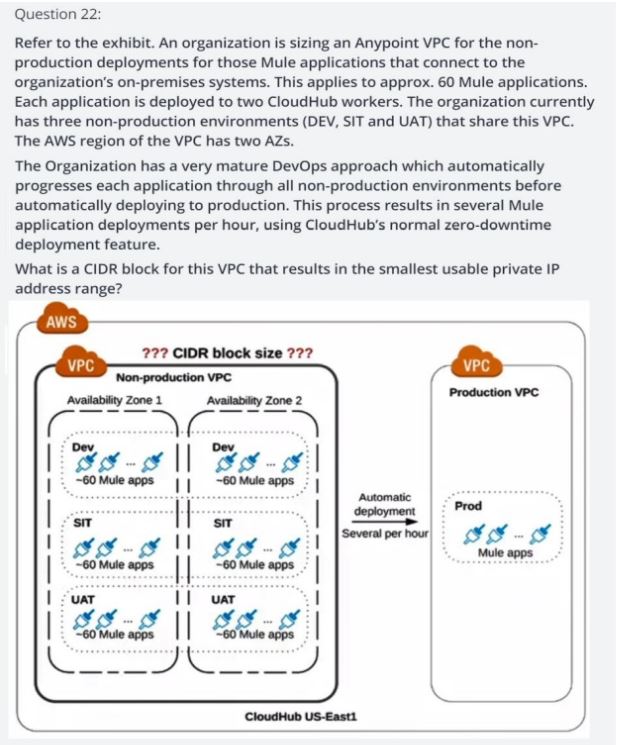 Question 22:
Refer to the exhibit. An organization is sizing an Anypoint VPC for the non-
production deployments for those Mule applications that connect to the
organization's on-premises systems. This applies to approx. 60 Mule applications.
Each application is deployed to two CloudHub workers. The organization currently
has three non-production environments (DEV, SIT and UAT) that share this VPC.
The AWS region of the VPC has two AZs.
The Organization has a very mature DevOps approach which automatically
progresses each application through all non-production environments before
automatically deploying to production. This process results in several Mule
application deployments per hour, using CloudHub's normal zero-downtime
deployment feature.
What is a CIDR block for this VPC that results in the smallest usable private IP
address range?
AWS
??? CIDR block size ???
VPC
VPC
Non-production VPC
Production VPC
Availability Zone 1
Availability Zone 2
Dev
Dev
...
...
~60 Mule apps
~60 Mule apps
Automatic
deployment
Several per hour
Prod
...
Mule apps
SIT
SIT
...
...
~60 Mule apps
~60 Mule apps
UAT
UAT
...
...
~60 Mule apps
~60 Mule apps
CloudHub US-East1